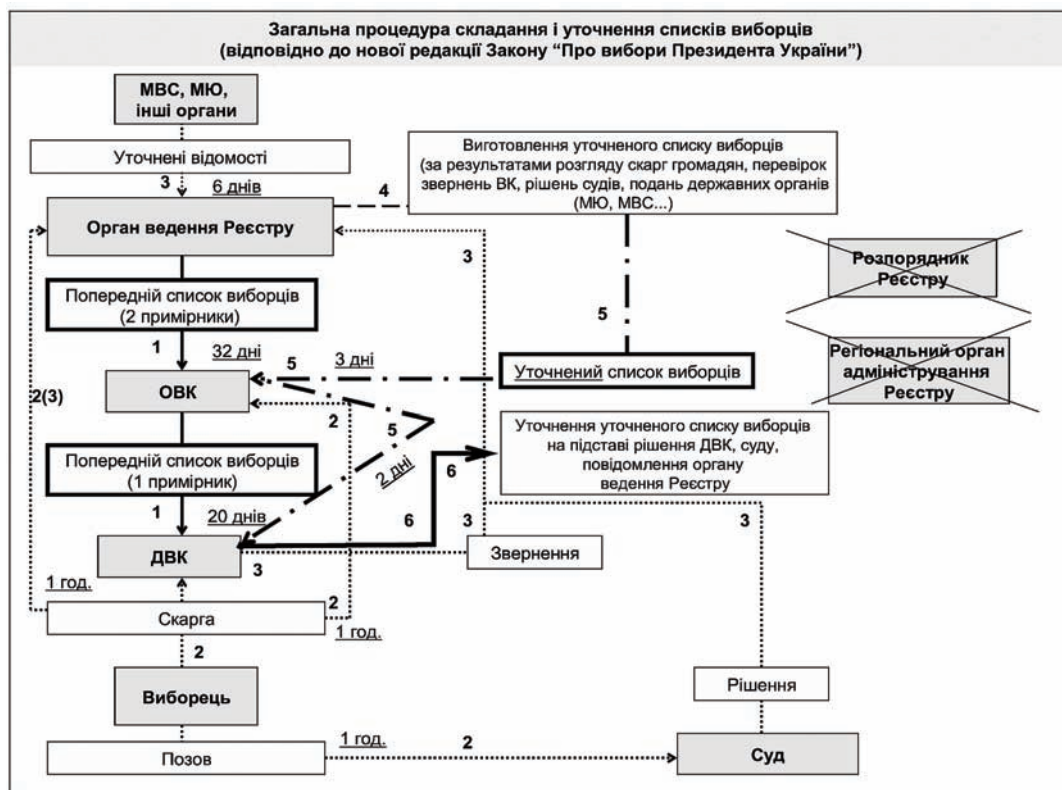 Загальна процедура складання і уточнення списків виборців
(відповідно до нової редакції Закону “Про вибори Президента України”)
МВС, МЮ,
інші органи
Уточнені відомості
3
6 днів
4
Виготовлення уточненого списку виборців
(за результатами розгляду скарг громадян, перевірок
звернень ВК, рішень судів, подань державних органів
(МЮ, МВС...)
Орган ведення Реєстру
3
Розпорядник
Реєстру
Попередній список виборців
(2 примірники)
5
1
32 дні
5
3 дні
Уточнений список виборців
Регіональний орган
адміністрування
Реєстру
2(3)
ОВК
2
5
Уточнення уточненого списку виборців
на підставі рішення ДВК, суду,
повідомлення органу
ведення Реєстру
Попередній список виборців
(1 примірник)
2 дні
6
1
20 днів
6
3
3
ДВК
3
Звернення
1 год.
Скарга
2
1 год.
2
Виборець
Рішення
Позов
1 год.
2
Суд